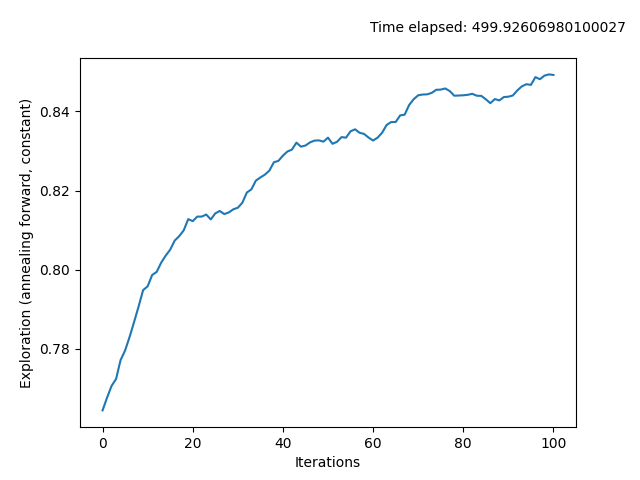 Time elapsed: 499.92606980100027
0.84
0.82
0.80
0.78
Exploration (annealing forward, constant)
0 20 40 60 80 100
Iterations